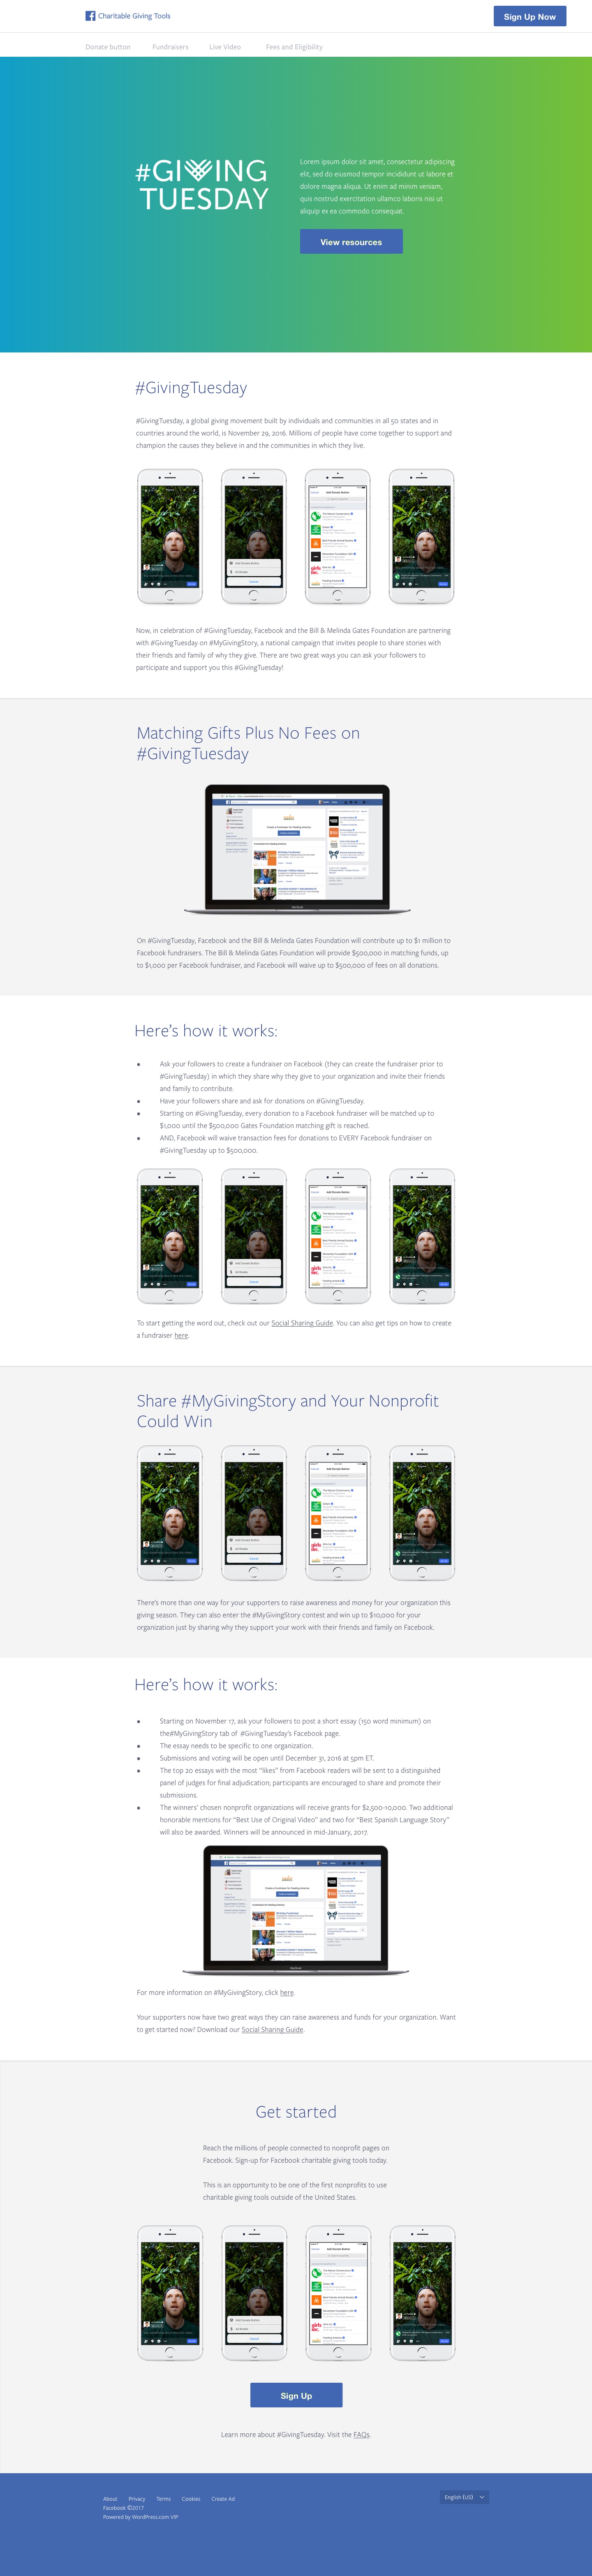 Charitable Giving Tools
Sign Up Now
Donate button
Fundraisers
Live Video
Fees and Eligibility
#GIVING
TUESDAY
Lorem ipsum dolor sit amet, consectetur adipiscing
elit, sed do eiusmod tempor incididunt ut labore et
dolore magna aliqua. Ut enim ad minim veniam,
quis nostrud exercitation ullamco laboris nisi ut
aliquip ex ea commodo consequat.
View resources
#GivingTuesday
#GivingTuesday, a global giving movement built by individuals and communities in all 50 states and in
countries around the world, is November 29, 2016. Millions of people have come together to support and
champion the causes they believe in and the communities in which they live.
Now, in celebration of #GivingTuesday, Facebook and the Bill & Melinda Gates Foundation are partnering
with #GivingTuesday on #MyGivingStory, a national campaign that invites people to share stories with
their friends and family of why they give. There are two great ways you can ask your followers to
participate and support you this #GivingTuesday!
Matching Gifts Plus No Fees on
#GivingTuesday
On #GivingTuesday, Facebook and the Bill & Melinda Gates Foundation will contribute up to $1 million to
Facebook fundraisers. The Bill & Melinda Gates Foundation will provide $500,000 in matching funds, up
to $1,000 per Facebook fundraiser, and Facebook will waive up to $500,000 of fees on all donations.
Here's how it works:
• Ask your followers to create a fundraiser on Facebook (they can create the fundraiser prior to
#GivingTuesday) in which they share why they give to your organization and invite their friends
and family to contribute.
• Have your followers share and ask for donations on #GivingTuesday.
• Starting on #GivingTuesday, every donation to a Facebook fundraiser will be matched up to
$1,000 until the $500,000 Gates Foundation matching gift is reached.
• AND, Facebook will waive transaction fees for donations to EVERY Facebook fundraiser on
#GivingTuesday up to $500,000.
To start getting the word out, check out our Social Sharing Guide. You can also get tips on how to create
a fundraiser here.
Share #MyGivingStory and Your Nonprofit
Could Win
There's more than one way for your supporters to raise awareness and money for your organization this
giving season. They can also enter the #MyGivingStory contest and win up to $10,000 for your
organization just by sharing why they support your work with their friends and family on Facebook.
Here's how it works:
• Starting on November 17, ask your followers to post a short essay (150 word minimum) on
the#MyGivingStory tab of #GivingTuesday's Facebook page.
• The essay needs to be specific to one organization.
• Submissions and voting will be open until December 31, 2016 at 5pm ET.
• The top 20 essays with the most "likes" from Facebook readers will be sent to a distinguished
panel of judges for final adjudication; participants are encouraged to share and promote their
submissions.
• The winners' chosen nonprofit organizations will receive grants for $2,500-10,000. Two additional
honorable mentions for "Best Use of Original Video" and two for "Best Spanish Language Story"
will also be awarded. Winners will be announced in mid-January, 2017.
For more information on #MyGivingStory, click here.
Your supporters now have two great ways they can raise awareness and funds for your organization. Want
to get started now? Download our Social Sharing Guide.
Get started
Reach the millions of people connected to nonprofit pages on
Facebook. Sign-up for Facebook charitable giving tools today.
This is an opportunity to be one of the first nonprofits to use
charitable giving tools outside of the United States.
Sign Up
Learn more about #GivingTuesday. Visit the FAQs.
About
Privacy
Terms
Cookies
Create Ad
English (US)
Facebook ©2017
Powered by WordPress.com VIP